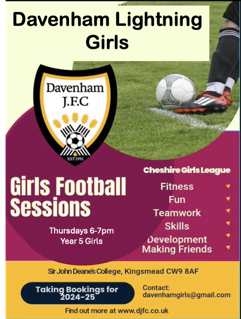 Davenham Lightning
Girls
Davenham
J.F.C
EST.1995
Cheshire Girls League
Girls Football
Sessions
Thursdays 6-7pm
Year 5 Girls
Fitness
Fun
Teamwork
Skills
Development
Making Friends
Sir John Deane's College, Kingsmead CW9 8AF
Taking Bookings for
2024-25
Contact:
davenhamgirls@gmail.com
Find out more at www.djfc.co.uk